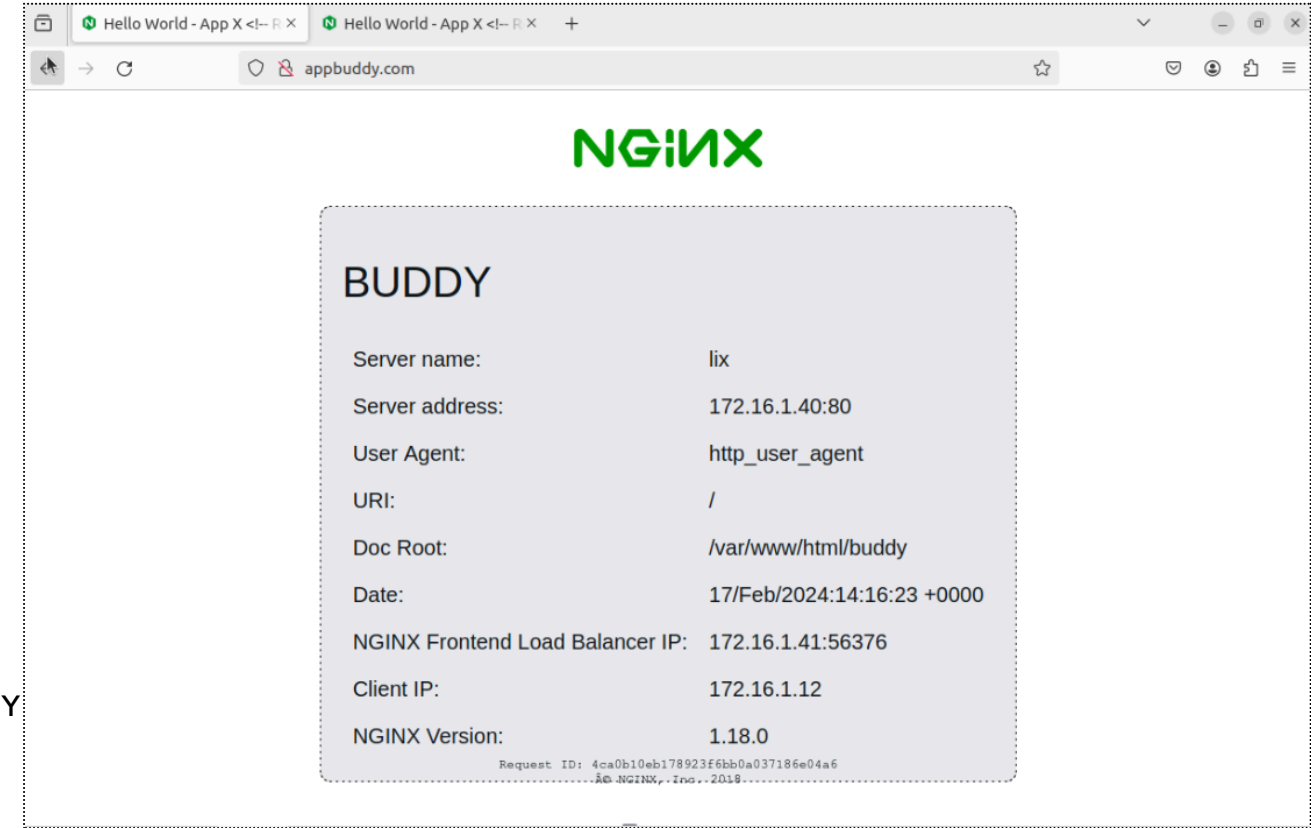 Hello World - App X <!-- R Hello World - App X <!-- R
appbuddy.com
NGINX
BUDDY
Server name: lix
Server address: 172.16.1.40:80
User Agent: http_user_agent
URI: /
Doc Root: /var/www/html/buddy
Date: 17/Feb/2024:14:16:23 +0000
NGINX Frontend Load Balancer IP: 172.16.1.41:56376
Client IP: 172.16.1.12
Y
NGINX Version: 1.18.0
Request ID: 4ca0b10eb178923f6bb0a037186e04a6
© NGINX, Inc. 2018